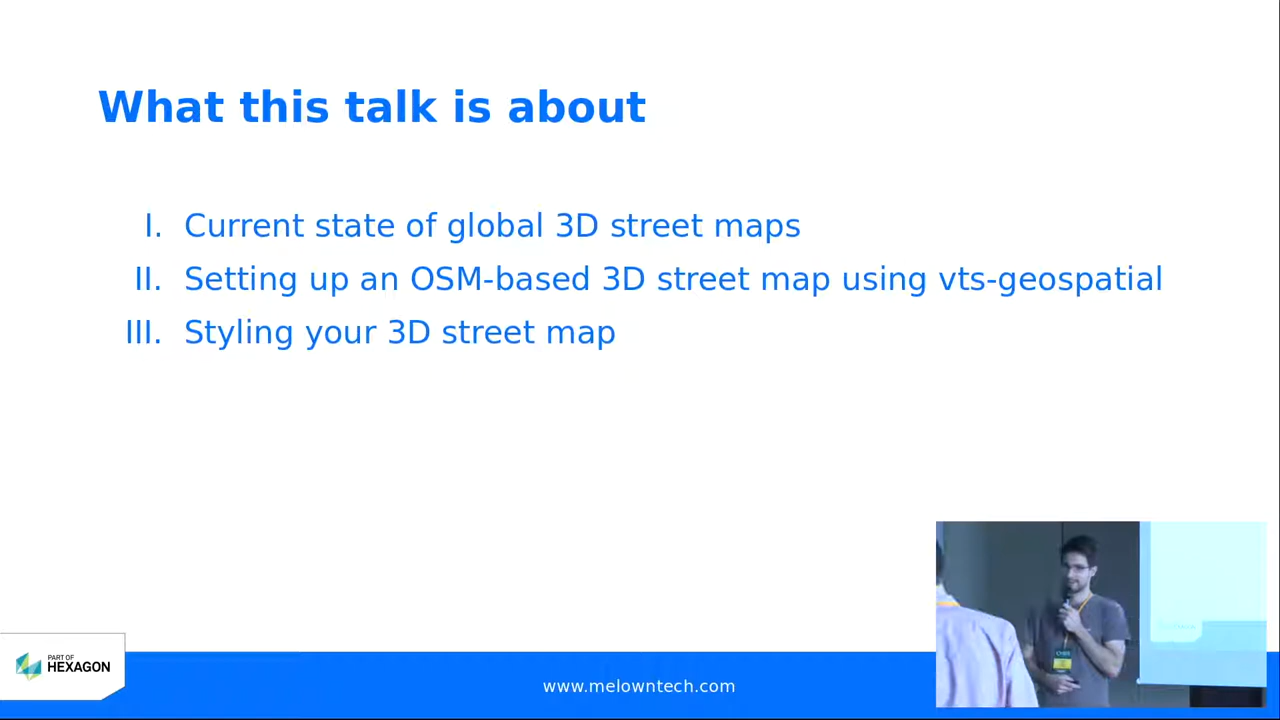 What this talk is about
I. Current state of global 3D street maps
II. Setting up an OSM-based 3D street map using vts-geospatial
III. Styling your 3D street map
PART OF
HEXAGON
www.melowntech.com